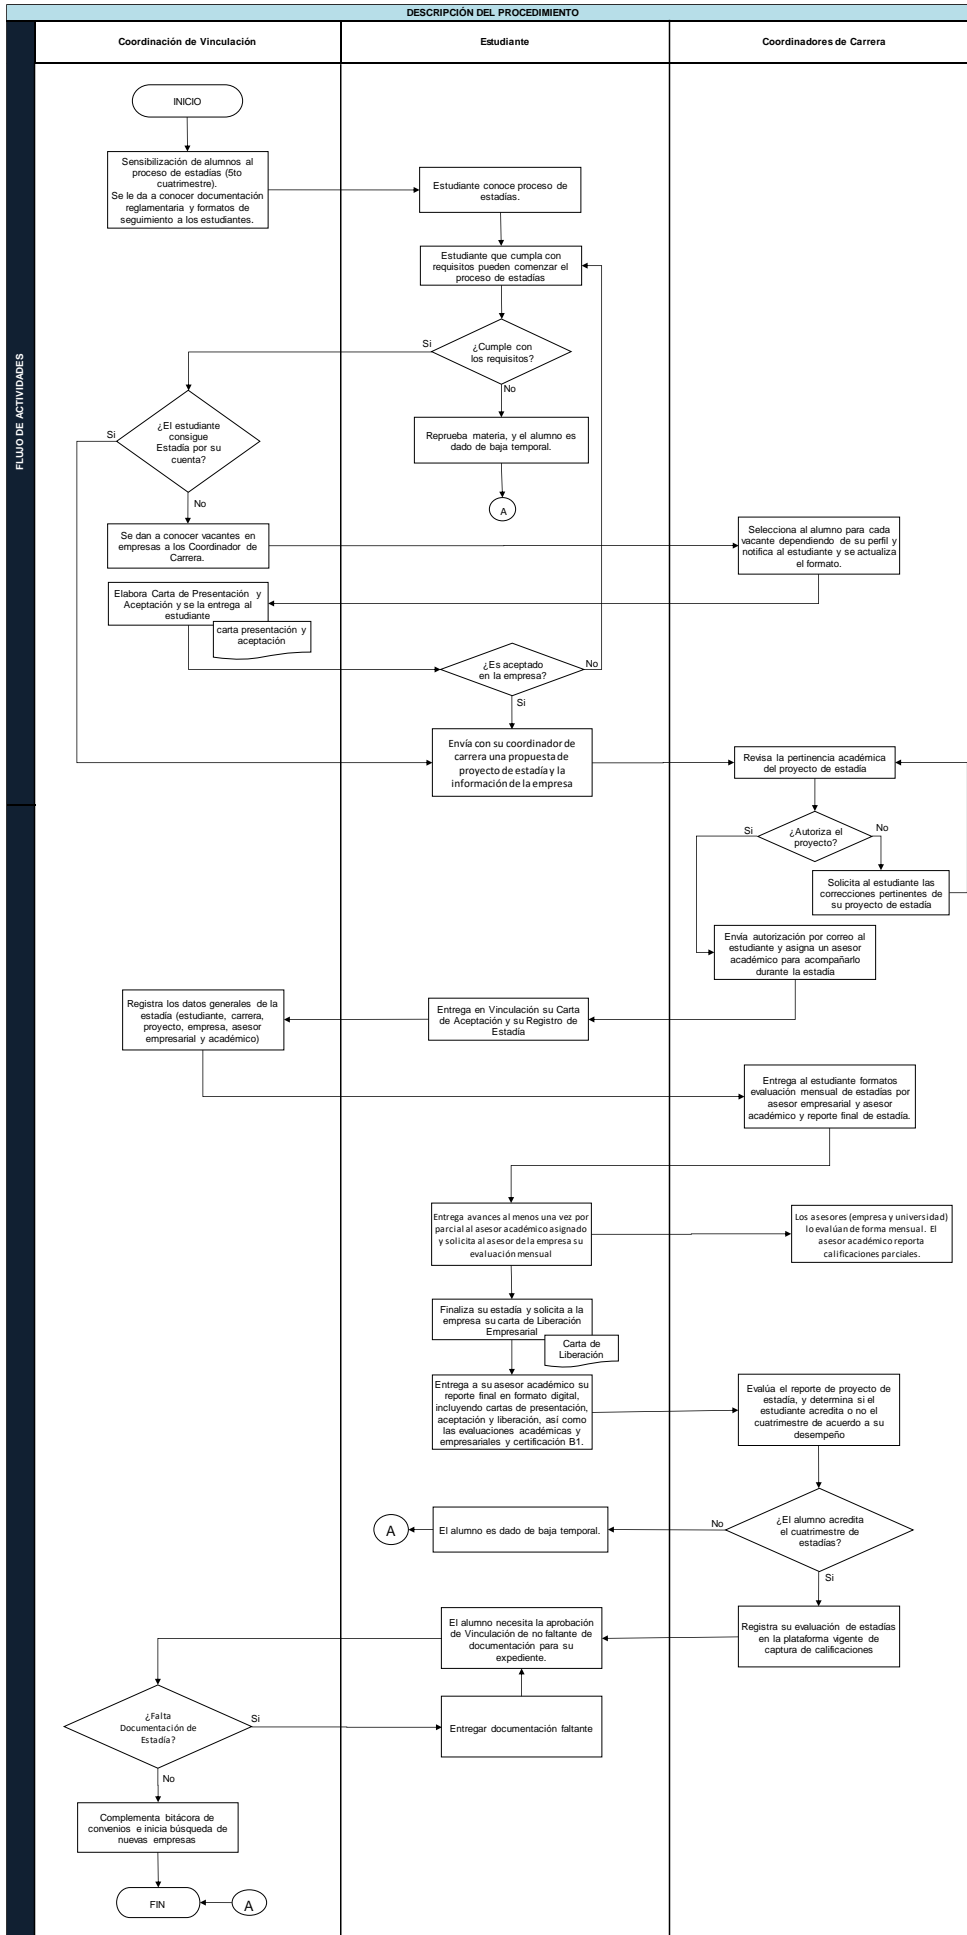 DESCRIPCIÓN DEL PROCEDIMIENTO
Coordinación de Vinculación
Estudiante
Coordinadores de Carrera
FLUJO DE ACTIVIDADES
INICIO
Sensibilización de alumnos al
proceso de estadías (5to
cuatrimestre).
Se le da a conocer documentación
reglamentaria y formatos de
seguimiento a los estudiantes.
Estudiante conoce proceso de
estadías.
Estudiante que cumpla con
requisitos pueden comenzar el
proceso de estadías
¿Cumple con
los requisitos?
Si
No
¿El estudiante
consigue
Estadía por su
cuenta?
Si
No
Reprueba materia, y el alumno es
dado de baja temporal.
A
Se dan a conocer vacantes en
empresas a los Coordinador de
Carrera.
Selecciona al alumno para cada
vacante dependiendo de su perfil y
notifica al estudiante y se actualiza
el formato.
Elabora Carta de Presentación y
Aceptación y se la entrega al
estudiante
carta presentación y
aceptación
¿Es aceptado
en la empresa?
No
Si
Envía con su coordinador de
carrera una propuesta de
proyecto de estadía y la
información de la empresa
Revisa la pertinencia académica
del proyecto de estadía
¿Autoriza el
proyecto?
Si
No
Solicita al estudiante las
correcciones pertinentes de
su proyecto de estadía
Envía autorización por correo al
estudiante y asigna un asesor
académico para acompañarlo
durante la estadía
Entrega en Vinculación su Carta
de Aceptación y su Registro de
Estadía
Registra los datos generales de la
estadía (estudiante, carrera,
proyecto, empresa, asesor
empresarial y académico)
Entrega al estudiante formatos
evaluación mensual de estadías por
asesor empresarial y asesor
académico y reporte final de estadía.
Entrega avances al menos una vez por
parcial al asesor académico asignado
y solicita al asesor de la empresa su
evaluación mensual
Los asesores (empresa y universidad)
lo evalúan de forma mensual. El
asesor académico reporta
calificaciones parciales.
Finaliza su estadía y solicita a la
empresa su carta de Liberación
Empresarial
Carta de
Liberación
Entrega a su asesor académico su
reporte final en formato digital,
incluyendo cartas de presentación,
aceptación y liberación, así como
las evaluaciones académicas y
empresariales y certificación B1.
Evalúa el reporte de proyecto de
estadía, y determina si el
estudiante acredita o no el
cuatrimestre de acuerdo a su
desempeño
¿El alumno acredita
el cuatrimestre de
estadías?
No
Si
El alumno es dado de baja temporal.
A
Registra su evaluación de estadías
en la plataforma vigente de
captura de calificaciones
El alumno necesita la aprobación
de Vinculación de no faltante de
documentación para su
expediente.
¿Falta
Documentación de
Estadía?
Si
No
Entregar documentación faltante
Complementa bitácora de
convenios e inicia búsqueda de
nuevas empresas
FIN
A